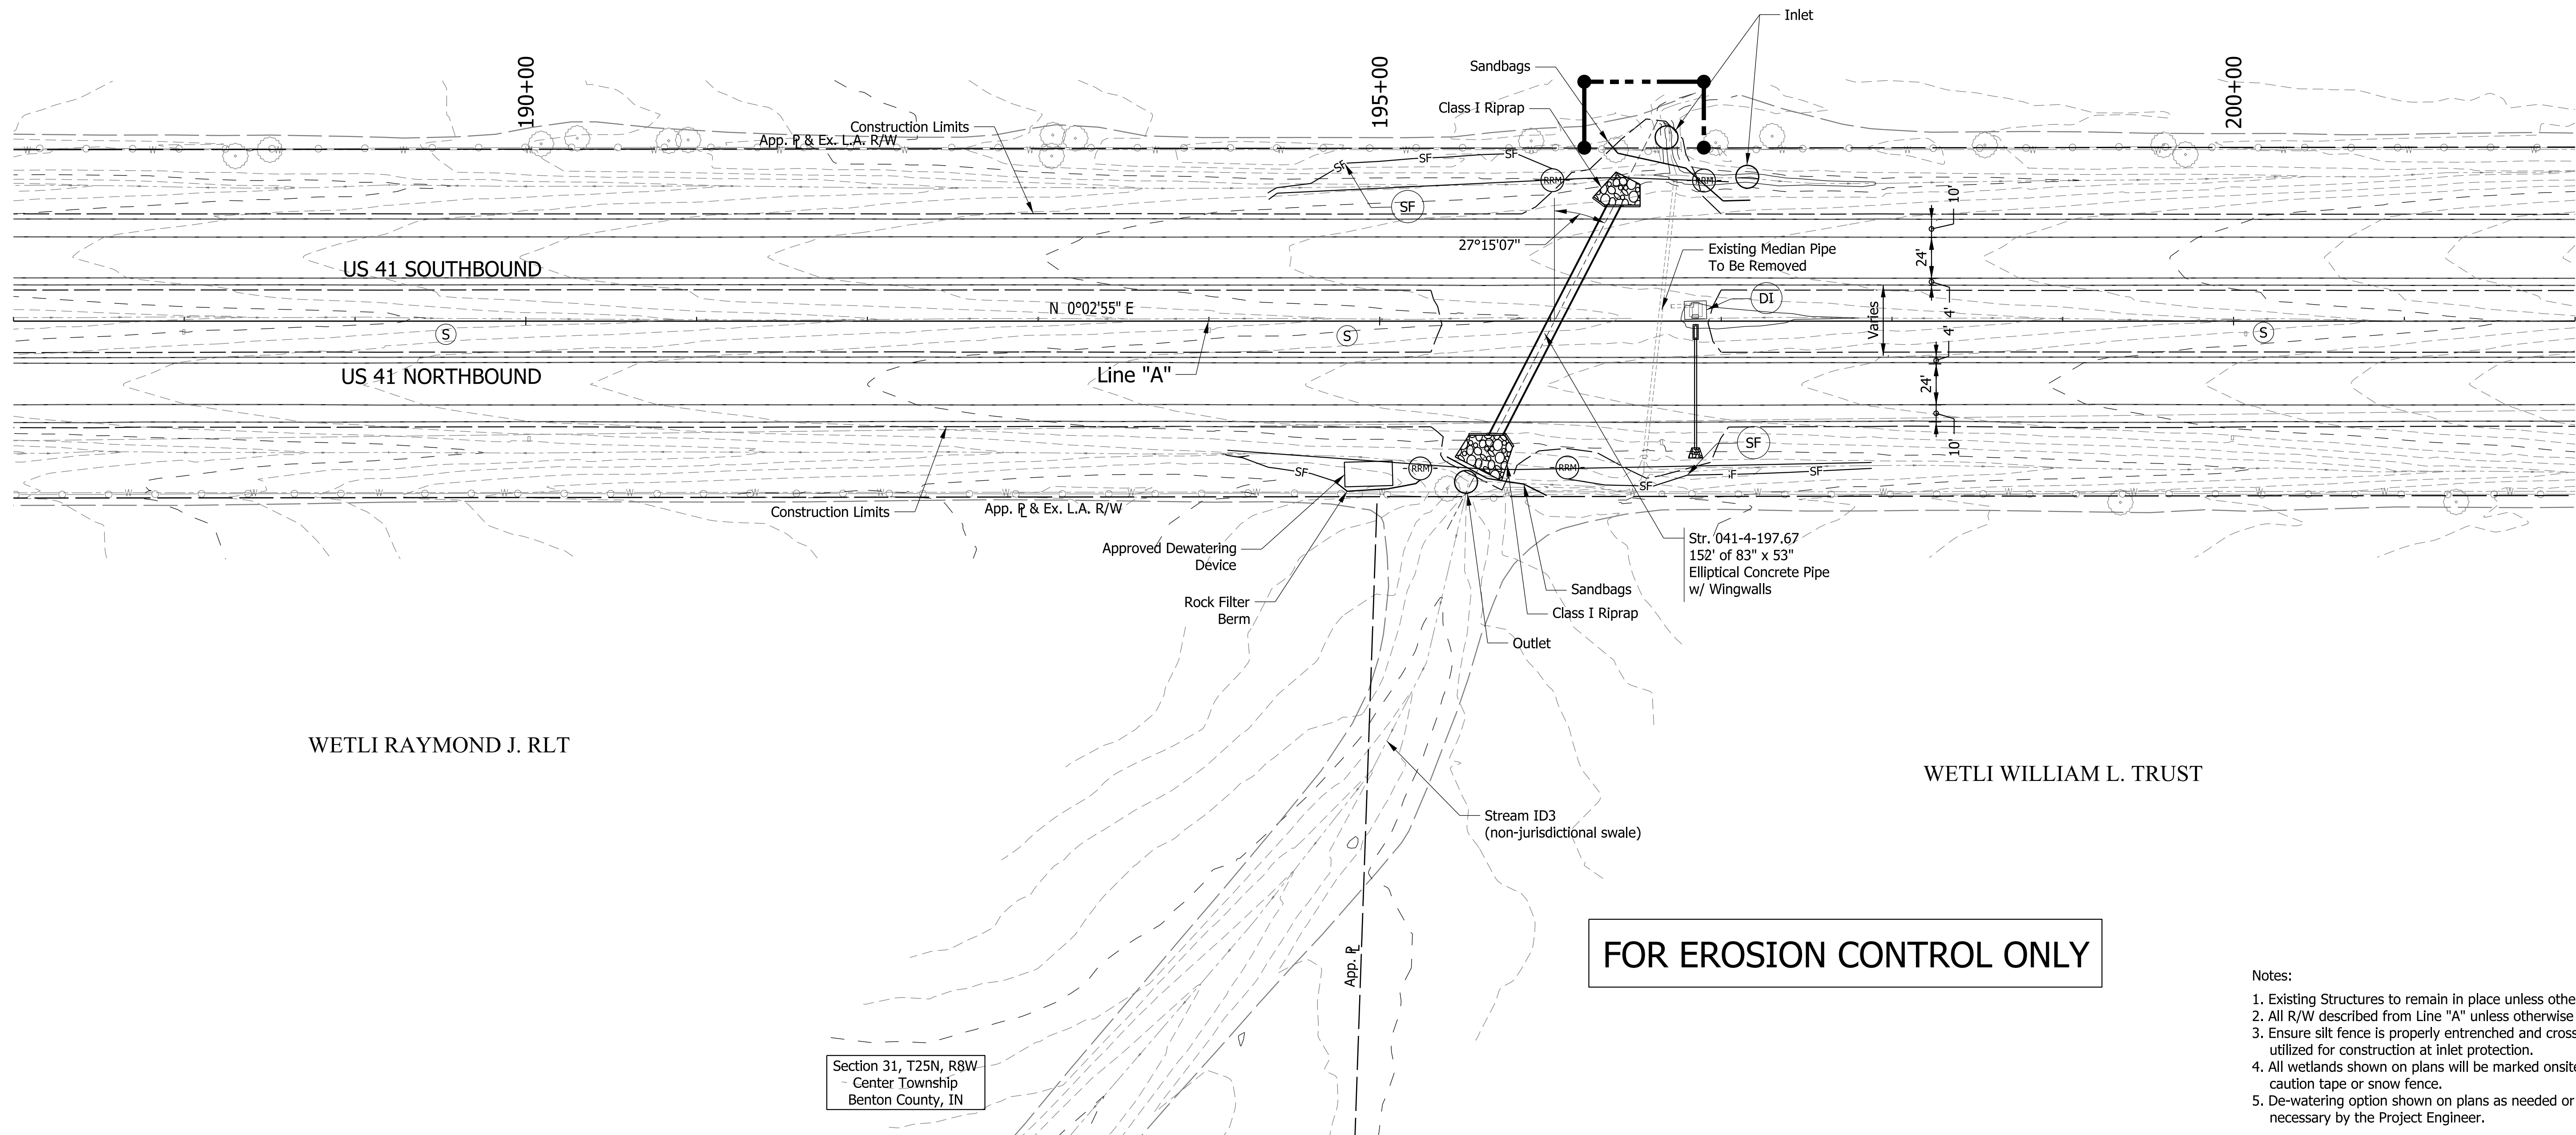 Inlet
Sandbags
Class I Riprap
190+00
195+00
200+00
Construction Limits
App. PL & Ex. L.A. R/W
SF
SF
SF
SF
RRM
RRM
10'
27°15'07"
Existing Median Pipe
To Be Removed
24'
US 41 SOUTHBOUND
DI
N 0°02'55" E
4'
Varies
S
S
S
4'
Line "A"
US 41 NORTHBOUND
24'
SF
10'
SF
RRM
RRM
SF
F
SF
Construction Limits
App. PL & Ex. L.A. R/W
Approved Dewatering
Device
Str. 041-4-197.67
152' of 83" x 53"
Elliptical Concrete Pipe
w/ Wingwalls
Rock Filter
Berm
Sandbags
Class I Riprap
Outlet
WETLI RAYMOND J. RLT
WETLI WILLIAM L. TRUST
Stream ID3
(non-jurisdictional swale)
App. PL
FOR EROSION CONTROL ONLY
Section 31, T25N, R8W
Center Township
Benton County, IN
Notes:
1. Existing Structures to remain in place unless othe
2. All R/W described from Line "A" unless otherwise
3. Ensure silt fence is properly entrenched and cross
utilized for construction at inlet protection.
4. All wetlands shown on plans will be marked onsite
caution tape or snow fence.
5. De-watering option shown on plans as needed or
necessary by the Project Engineer.